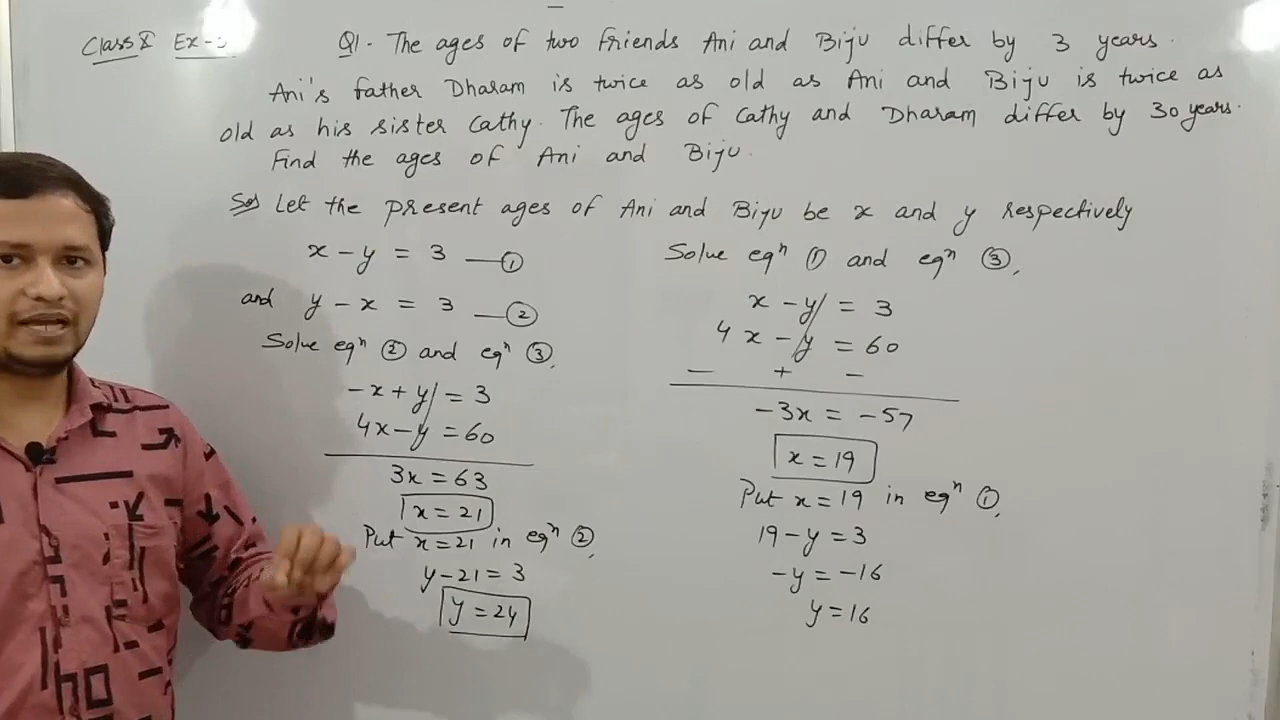 Class X Ex-
Q1. The ages of two friends Ani and Biju differ by 3 years.
Ani's father Dharam is twice as old as Ani and Biju is twice as
old as his sister Cathy. The ages of Cathy and Dharam differ by 30 years.
Find the ages of Ani and Biju.
Sol Let the present ages of Ani and Biju be x and y respectively
x - y = 3 —①
and y - x = 3 —②
Solve eqⁿ ② and eqⁿ ③,
-x + y = 3
4x - y = 60
3x = 63
x = 21
Put x = 21 in eqⁿ ②,
y - 21 = 3
y = 24
Solve eqⁿ ① and eqⁿ ③,
x - y = 3
4x - y = 60
- + -
-3x = -57
x = 19
Put x = 19 in eqⁿ ①,
19 - y = 3
-y = -16
y = 16